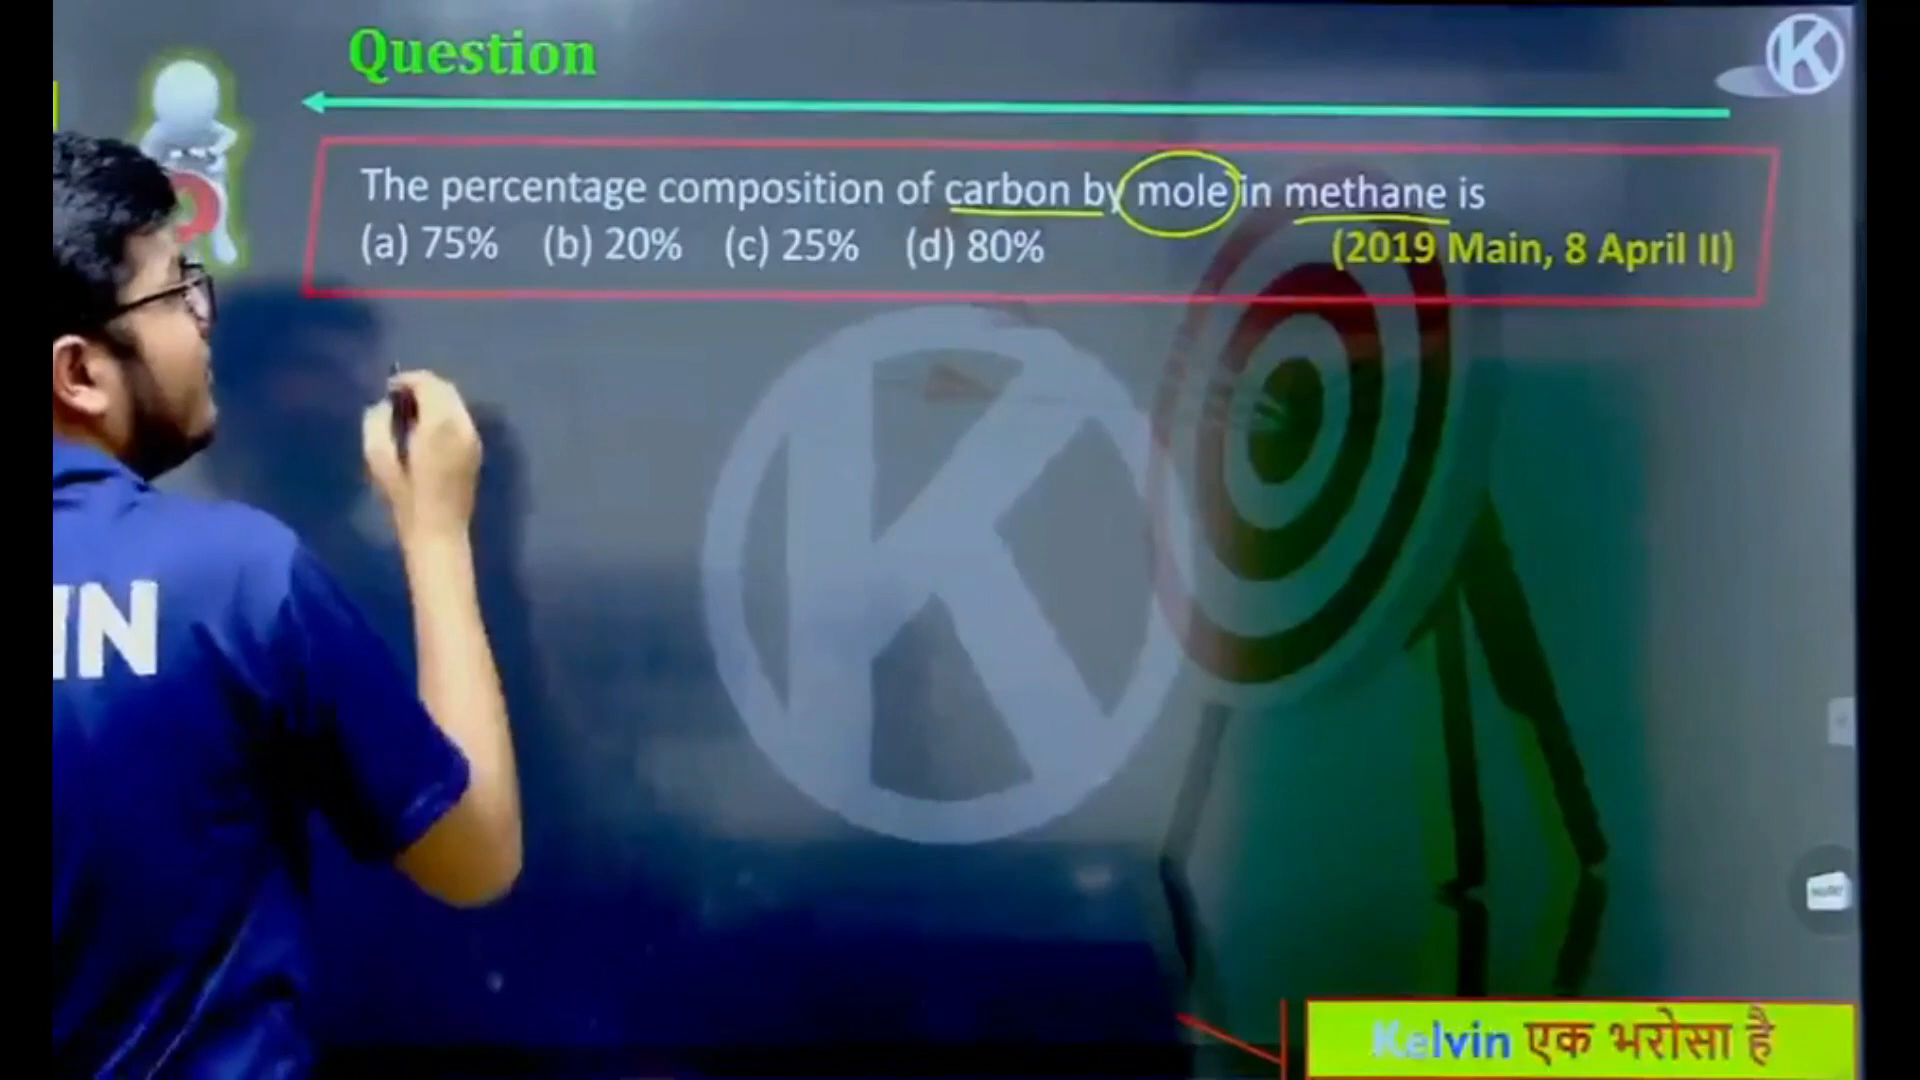 Question
The percentage composition of carbon by mole in methane is
(a) 75% (b) 20% (c) 25% (d) 80% (2019 Main, 8 April II)
IN
Kelvin एक भरोसा है